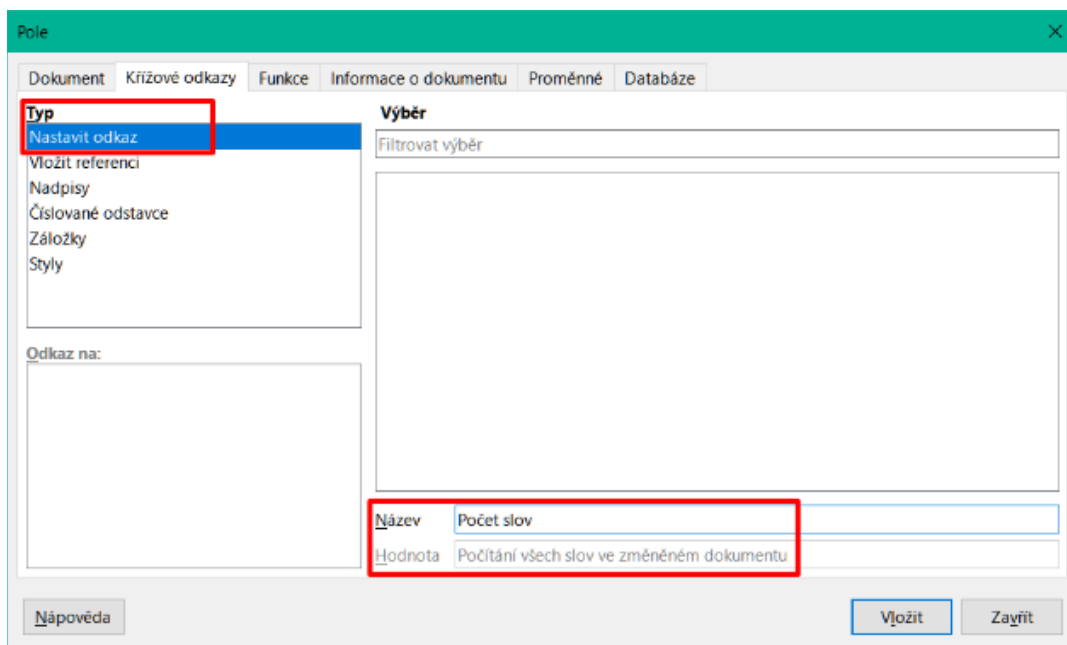 Pole
Dokument Křížové odkazy Funkce Informace o dokumentu Proměnné Databáze
Typ
Nastavit odkaz
Vložit referenci
Nadpisy
Číslované odstavce
Záložky
Styly
Odkaz na:
Výběr
Filtrovat výběr
Název Počet slov
Hodnota Počítání všech slov ve změněném dokumentu
Nápověda Vložit Zavřít